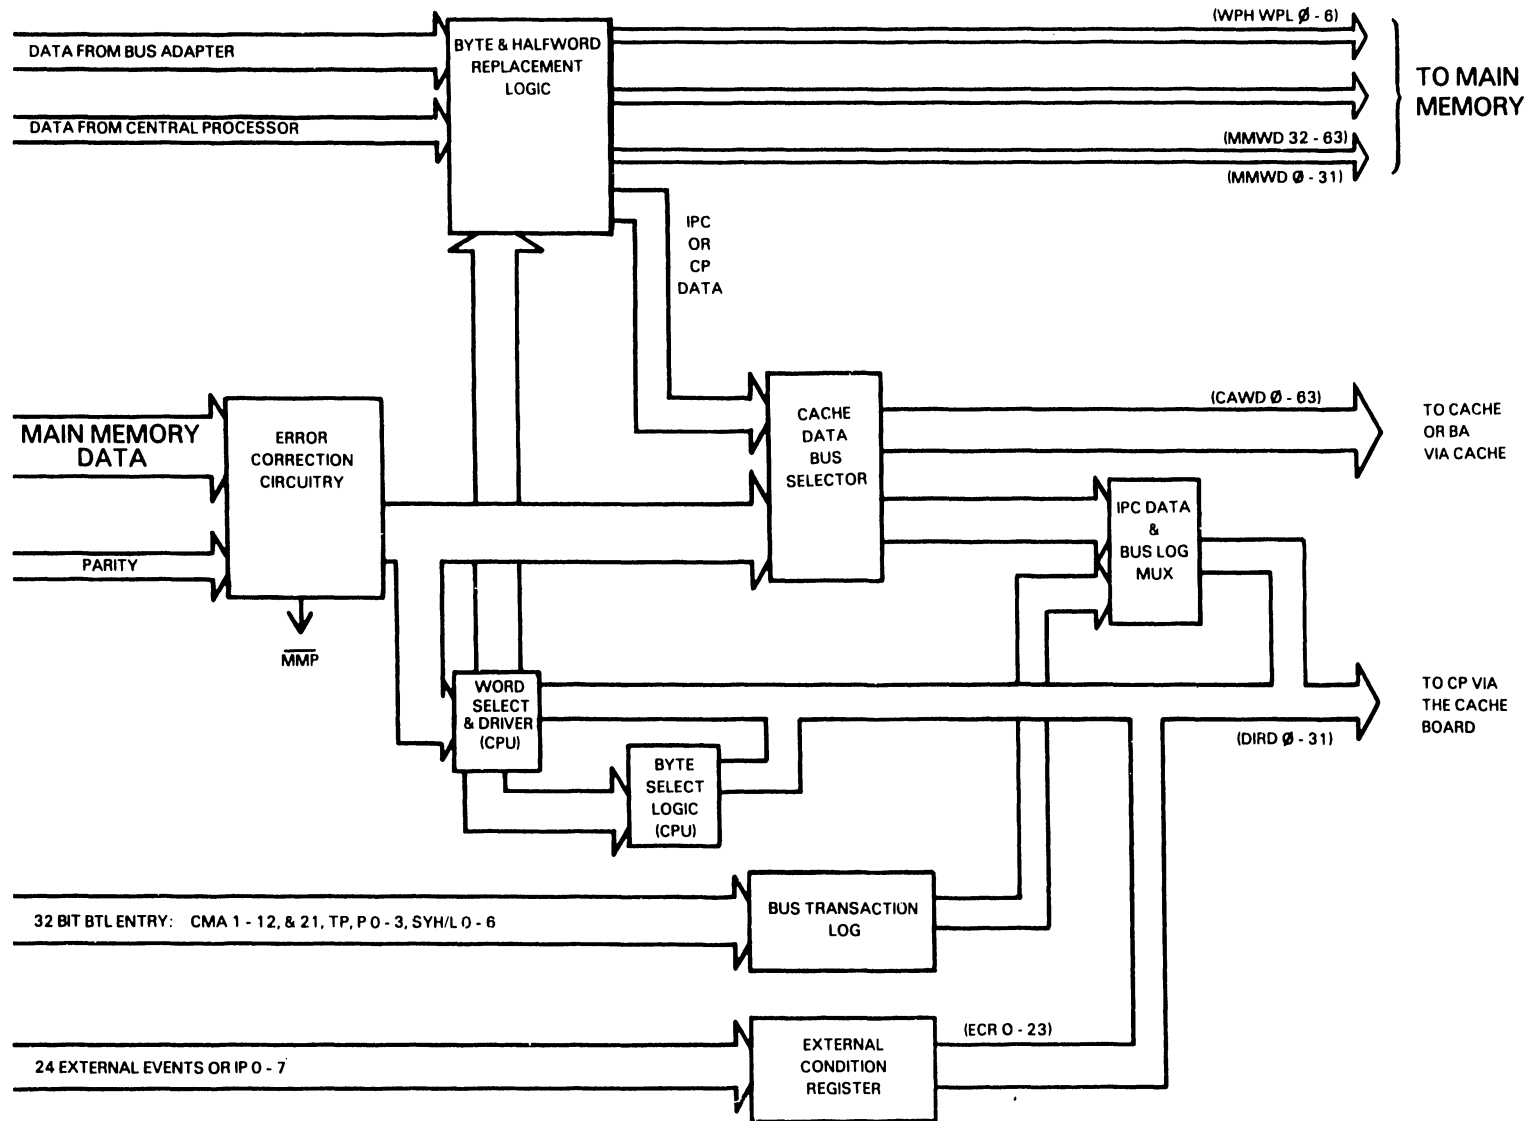 (WPH WPL Ø - 6)
DATA FROM BUS ADAPTER
BYTE & HALFWORD
REPLACEMENT
LOGIC
TO MAIN
MEMORY
DATA FROM CENTRAL PROCESSOR
(MMWD 32 - 63)
(MMWD Ø - 31)
IPC
OR
CP
DATA
MAIN MEMORY
DATA
ERROR
CORRECTION
CIRCUITRY
PARITY
MMP
CACHE
DATA
BUS
SELECTOR
(CAWD Ø - 63)
TO CACHE
OR BA
VIA CACHE
IPC DATA
&
BUS LOG
MUX
WORD
SELECT
& DRIVER
(CPU)
TO CP VIA
THE CACHE
BOARD
(DIRD Ø - 31)
BYTE
SELECT
LOGIC
(CPU)
32 BIT BTL ENTRY: CMA 1 - 12, & 21, TP, P 0 - 3, SYH/L 0 - 6
BUS TRANSACTION
LOG
24 EXTERNAL EVENTS OR IP 0 - 7
EXTERNAL
CONDITION
REGISTER
(ECR 0 - 23)